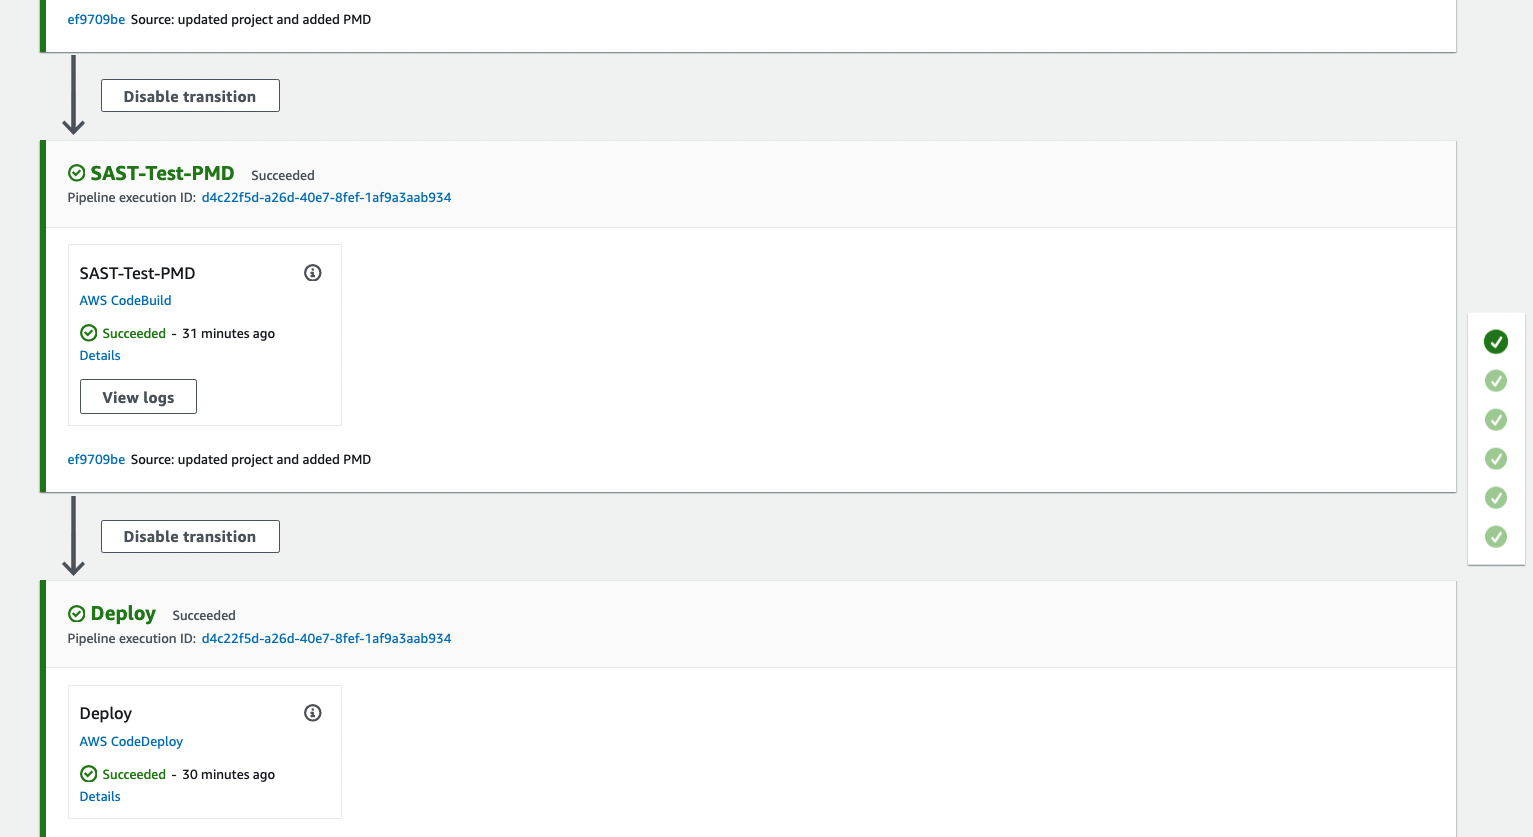 ef9709be Source: updated project and added PMD
Disable transition
SAST-Test-PMD Succeeded
Pipeline execution ID: d4c22f5d-a26d-40e7-8fef-1af9a3aab934
SAST-Test-PMD
AWS CodeBuild
Succeeded - 31 minutes ago
Details
View logs
ef9709be Source: updated project and added PMD
Disable transition
Deploy Succeeded
Pipeline execution ID: d4c22f5d-a26d-40e7-8fef-1af9a3aab934
Deploy
AWS CodeDeploy
Succeeded - 30 minutes ago
Details